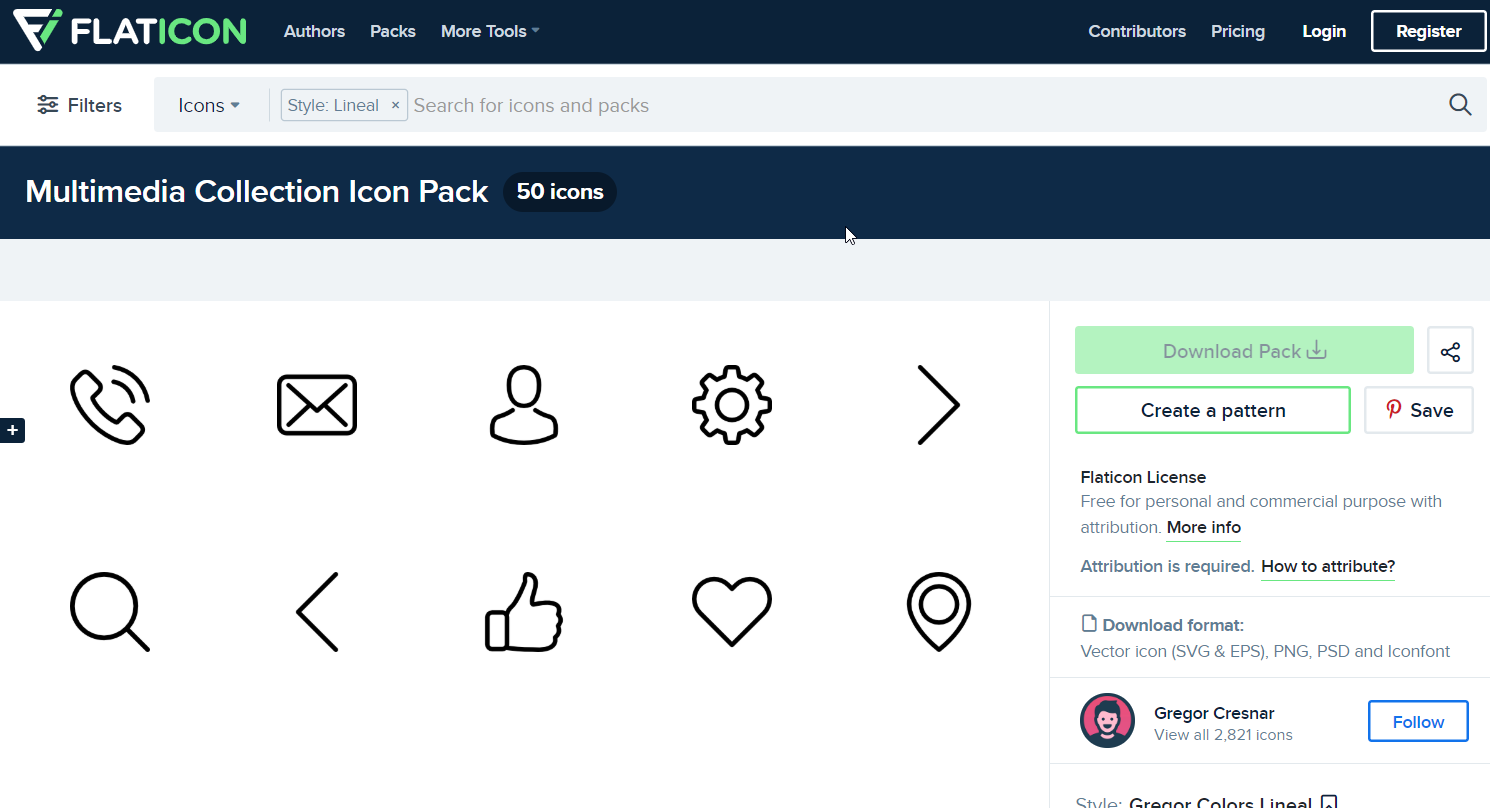 FLATICON
Authors Packs More Tools
Contributors Pricing Login Register
Filters
Icons
Style: Lineal ×
Search for icons and packs
Multimedia Collection Icon Pack
50 icons
+
Download Pack
Create a pattern
Save
Flaticon License
Free for personal and commercial purpose with
attribution. More info
Attribution is required. How to attribute?
Download format:
Vector icon (SVG & EPS), PNG, PSD and Iconfont
Gregor Cresnar
View all 2,821 icons
Follow
Style: Gregor Colors Lineal